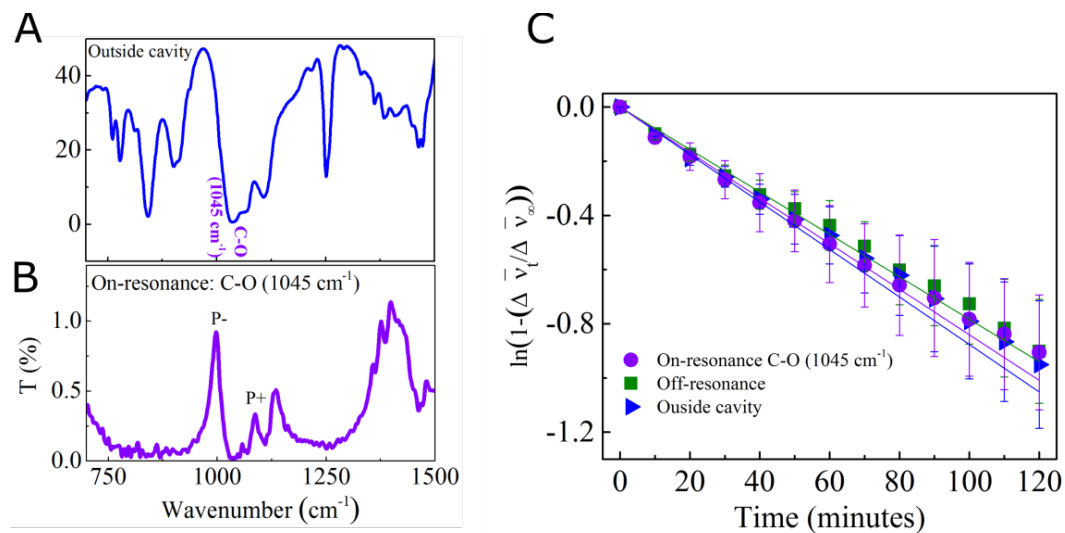 A
Outside cavity
40
20
0
C-O
(1045 cm⁻¹)
B
On-resonance: C-O (1045 cm⁻¹)
P-
P+
T (%)
1.0
0.5
0.0
750 1000 1250 1500
Wavenumber (cm⁻¹)
C
ln(1-(Δ ν̄t/Δ ν̄∞)
0.0
-0.4
-0.8
-1.2
On-resonance C-O (1045 cm⁻¹)
Off-resonance
Ouside cavity
0 20 40 60 80 100 120
Time (minutes)